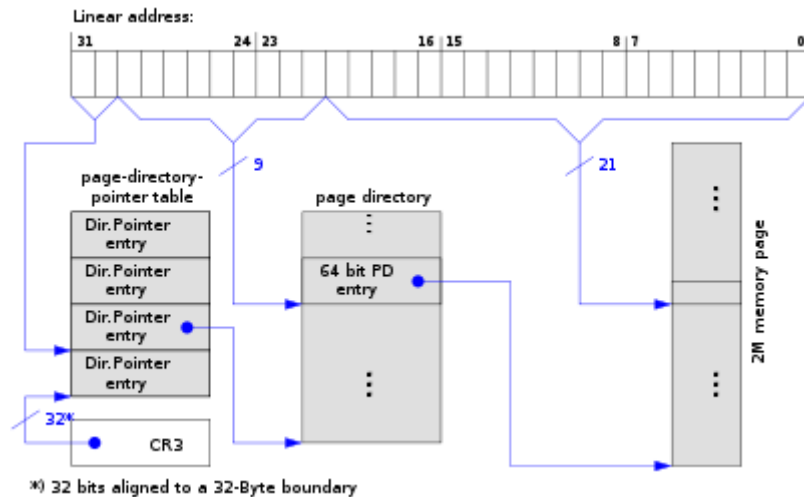 Linear address:
31 24 23 16 15 8 7 0
9 21
page-directory-
pointer table
page directory
Dir.Pointer
entry
64 bit PD
entry
Dir.Pointer
entry
Dir.Pointer
entry
Dir.Pointer
entry
2M memory page
32*
CR3
*) 32 bits aligned to a 32-Byte boundary